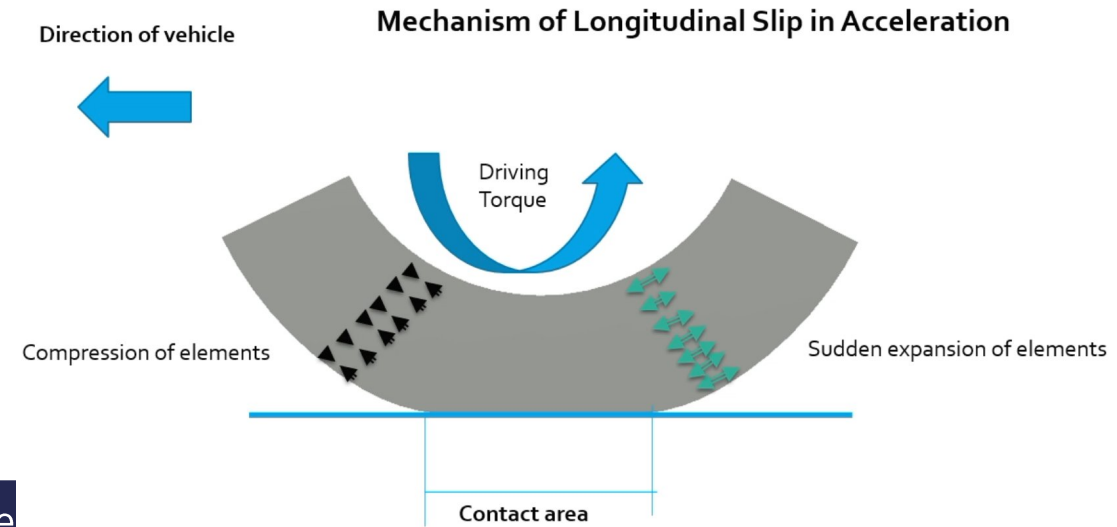 Mechanism of Longitudinal Slip in Acceleration
Direction of vehicle
Driving
Torque
Compression of elements
Sudden expansion of elements
Contact area